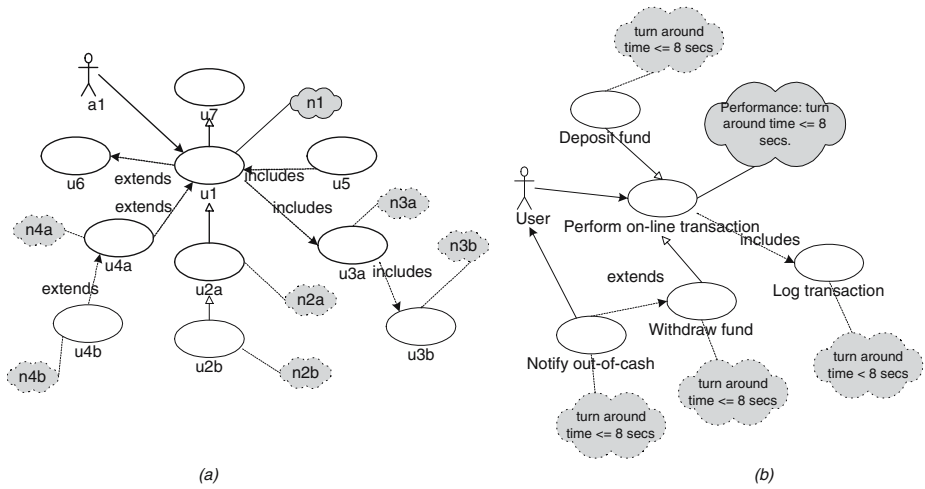 a1
u7
n1
u6
extends
u1
includes
u5
extends
includes
n3a
n4a
u4a
u3a
n3b
extends
u2a
includes
n2a
u4b
u2b
u3b
n4b
n2b
(a)
turn around
time <= 8 secs
Deposit fund
Performance: turn
around time <= 8
secs.
User
Perform on-line transaction
includes
extends
Log transaction
Withdraw fund
Notify out-of-cash
turn around
time < 8 secs
turn around
time <= 8 secs
turn around
time <= 8 secs
(b)